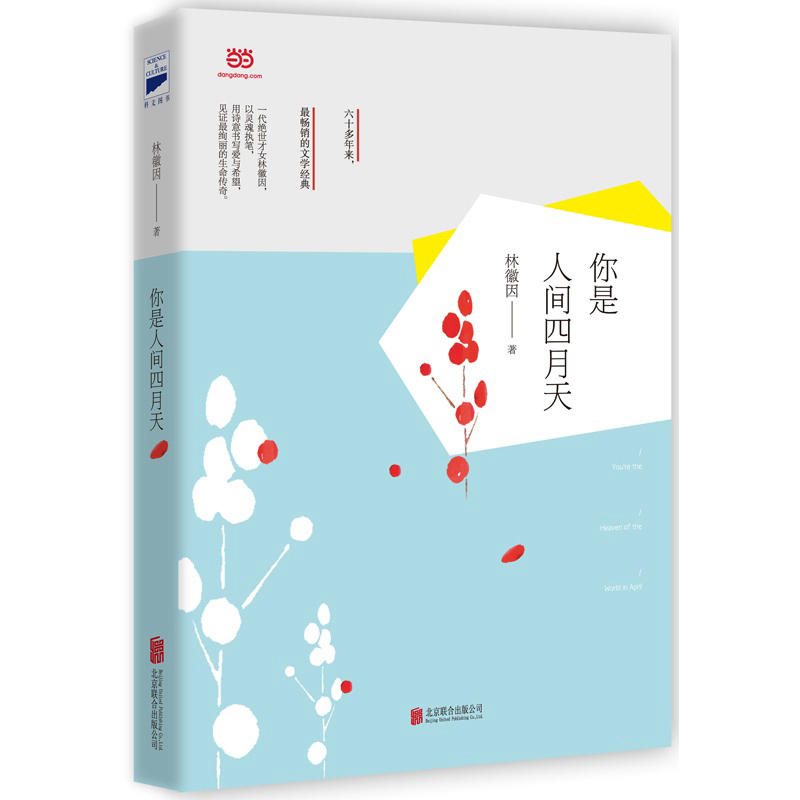 SCIENCE
& CULTURE
科文图书
林徽因
著
你是人间四月天
北京联合出版公司
Beijing United Publishing Co.,Ltd.
当当
dangdang.com
六十多年来，
最畅销的文学经典
一代绝世才女林徽因，
以灵魂执笔，
用诗意书写爱与希望，
见证最绚丽的生命传奇。
你是
人间四月天
林徽因
著
/
You're the
/
Heaven of the
/
World in April
北京联合出版公司
Beijing United Publishing Co.,Ltd.